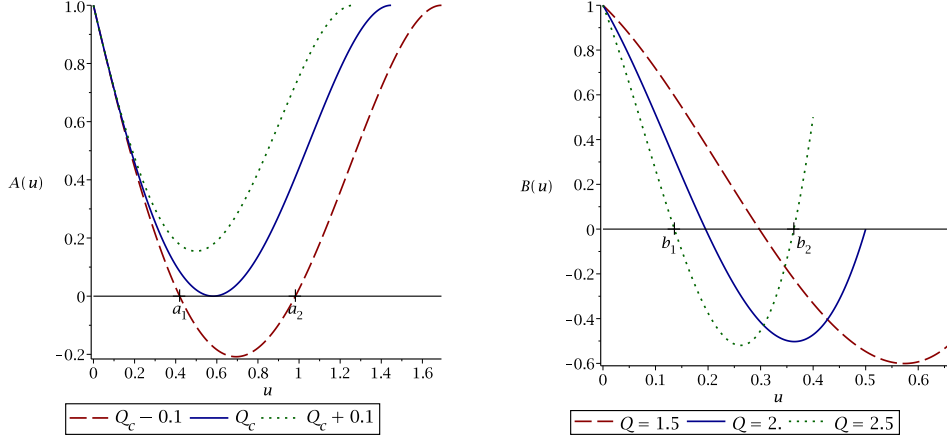 1.0
0.8
0.6
A(u) 0.4
0.2
0
a1 a2
−0.2
0 0.2 0.4 0.6 0.8 1 1.2 1.4 1.6
u
Qc − 0.1 Qc Qc + 0.1
1
0.8
0.6
0.4
B(u) 0.2
0
b1 b2
−0.2
−0.4
−0.6
0 0.1 0.2 0.3 0.4 0.5 0.6
u
Q = 1.5 Q = 2. Q = 2.5